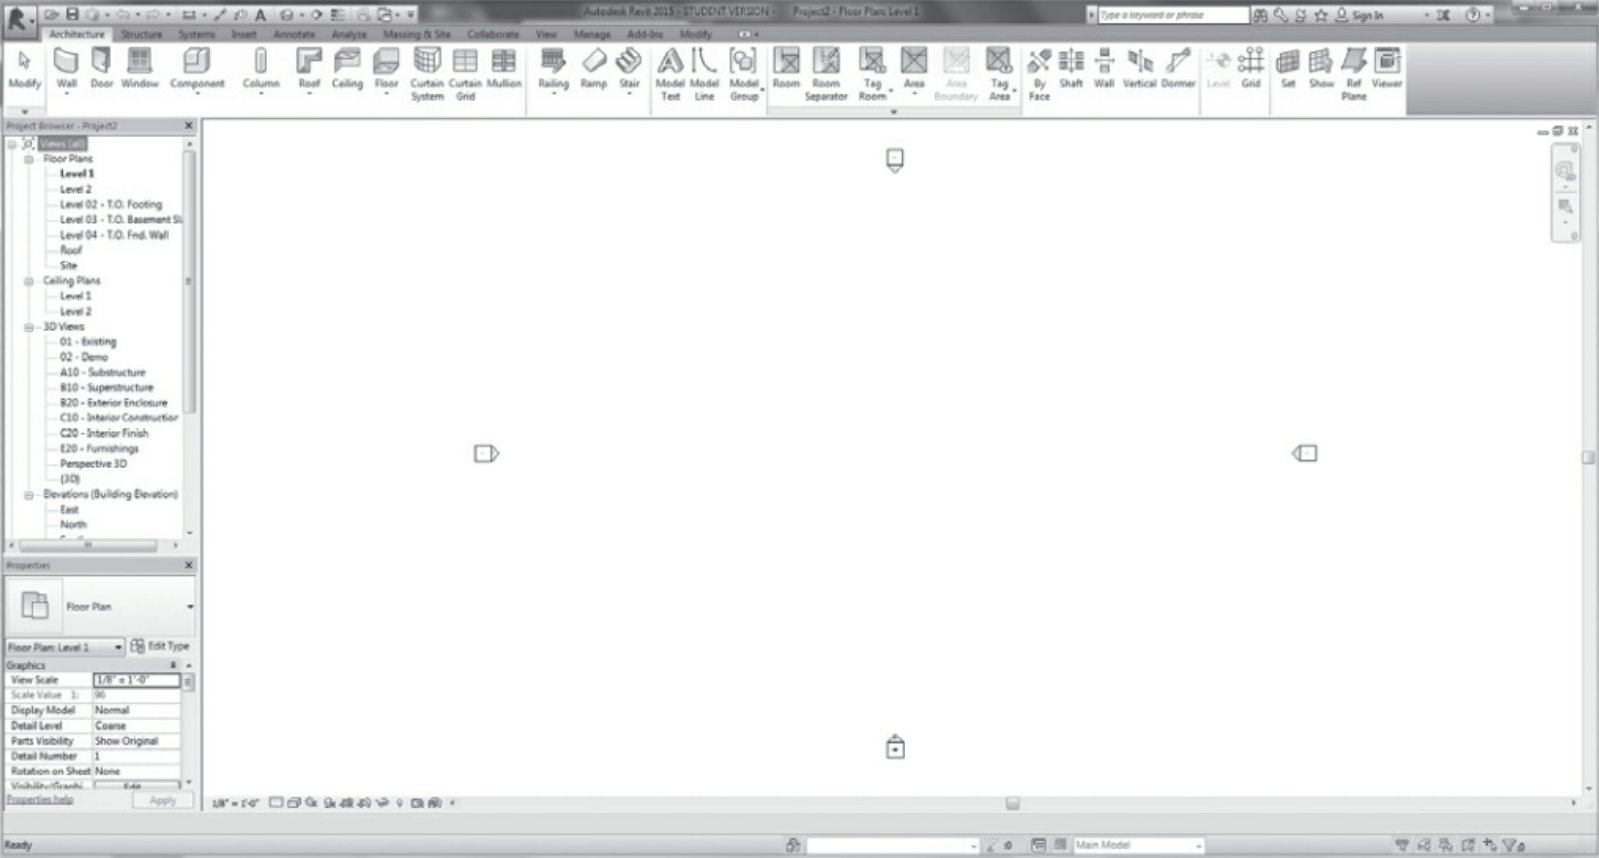 Autodesk Revit 2015 - STUDENT VERSION - Project2 - Floor Plan: Level 1
Type a keyword or phrase
Sign In
Architecture Structure Systems Insert Annotate Analyze Massing & Site Collaborate View Manage Add-Ins Modify
Modify Wall Door Window Component Column Roof Ceiling Floor Curtain System Curtain Grid Mullion Railing Ramp Stair Model Text Model Line Model Group Room Room Separator Tag Room Area Area Boundary Tag Area By Face Shaft Wall Vertical Dormer Level Grid Set Show Ref Plane Viewer
Project Browser - Project2
Views (all)
Floor Plans
Level 1
Level 2
Level 02 - T.O. Footing
Level 03 - T.O. Basement Sl
Level 04 - T.O. Fnd. Wall
Roof
Site
Ceiling Plans
Level 1
Level 2
3D Views
01 - Existing
02 - Demo
A10 - Substructure
B10 - Superstructure
B20 - Exterior Enclosure
C10 - Interior Construction
C20 - Interior Finish
E20 - Furnishings
Perspective 3D
{3D}
Elevations (Building Elevation)
East
North
Properties
Floor Plan
Floor Plan: Level 1 Edit Type
Graphics
View Scale 1/8" = 1'-0"
Scale Value 1: 96
Display Model Normal
Detail Level Coarse
Parts Visibility Show Original
Detail Number 1
Rotation on Sheet None
Visibility/Graphi Edit
Properties help Apply
1/8" = 1'-0"
Ready
:0
Main Model
:0